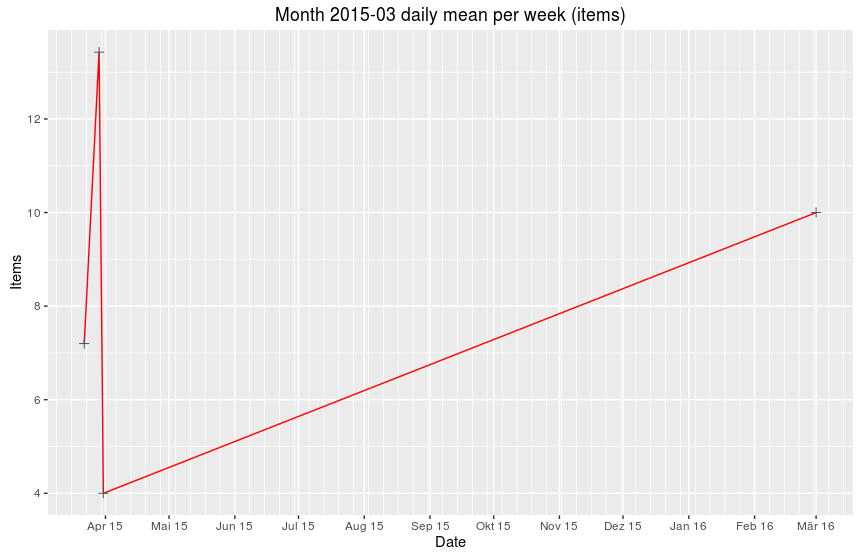 Month 2015-03 daily mean per week (items)
Items
12
10
8
6
4
Apr 15 Mai 15 Jun 15 Jul 15 Aug 15 Sep 15 Okt 15 Nov 15 Dez 15 Jan 16 Feb 16 Mär 16
Date